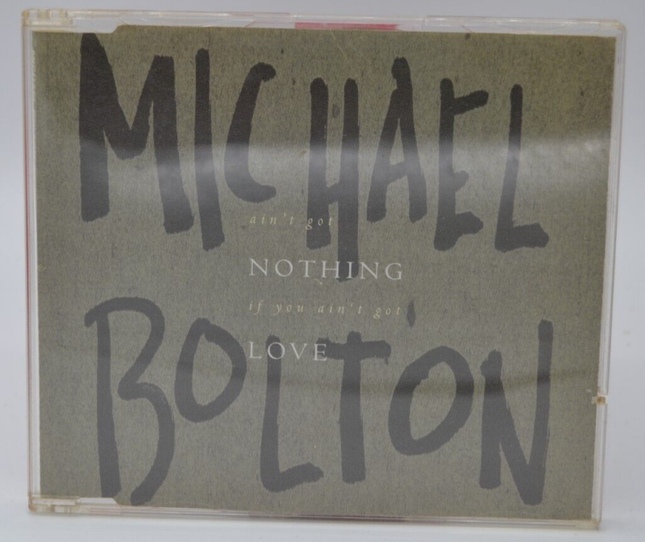 MICHAEL
ain't got
NOTHING
if you ain't got
LOVE
BOLTON